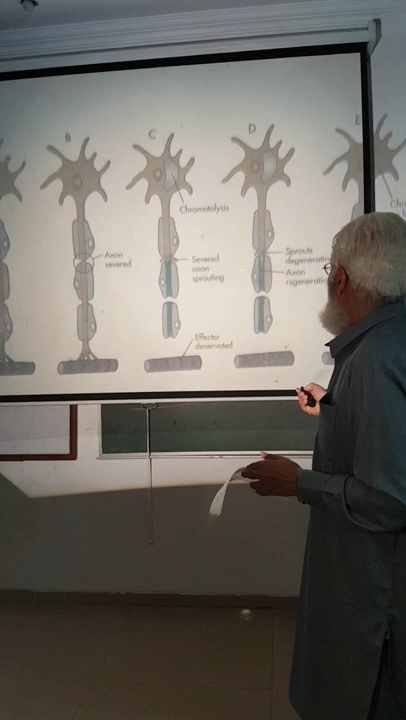 B
C
D
E
Chromatolysis
Axon
severed
Severed
axon
sprouting
Sprouts
degenerating
Axon
regenerating
Effector
denervated